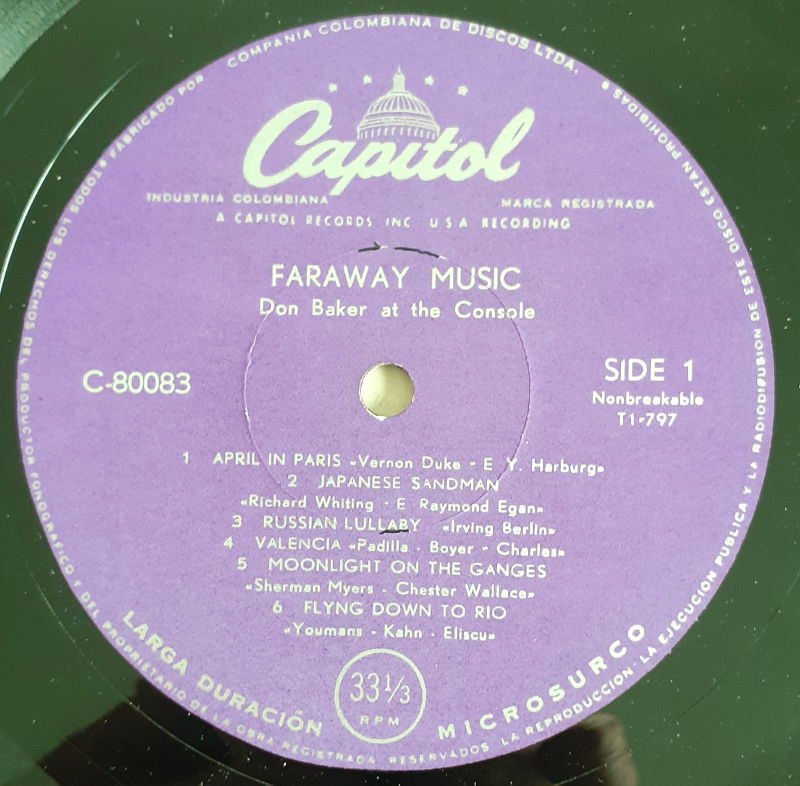 TODOS LOS DERECHOS DEL PRODUCTOR FONOGRAFICO Y DEL PROPRIETARIO DE LA OBRA REGISTRADA RESERVADOS LA REPRODUCCION · LA EJECUCIÓN PUBLICA Y LA RADIODIFUSION DE ESTE DISCO ESTAN PROHIBIDAS •
FABRICADO POR COMPAÑIA COLOMBIANA DE DISCOS LTDA.
Capitol
INDUSTRIA COLOMBIANA MARCA REGISTRADA
A CAPITOL RECORDS INC U S A RECORDING
FARAWAY MUSIC
Don Baker at the Console
C-80083
SIDE 1
Nonbreakable
T1-797
1 APRIL IN PARIS «Vernon Duke - E Y. Harburg»
2 JAPANESE SANDMAN
«Richard Whiting - E Raymond Egan»
3 RUSSIAN LULLABY «Irving Berlin»
4 VALENCIA «Padilla - Boyer - Charles»
5 MOONLIGHT ON THE GANGES
«Sherman Myers - Chester Wallace»
6 FLYNG DOWN TO RIO
«Youmans - Kahn - Eliscu»
LARGA DURACIÓN
33 1/3
RPM
MICROSURCO